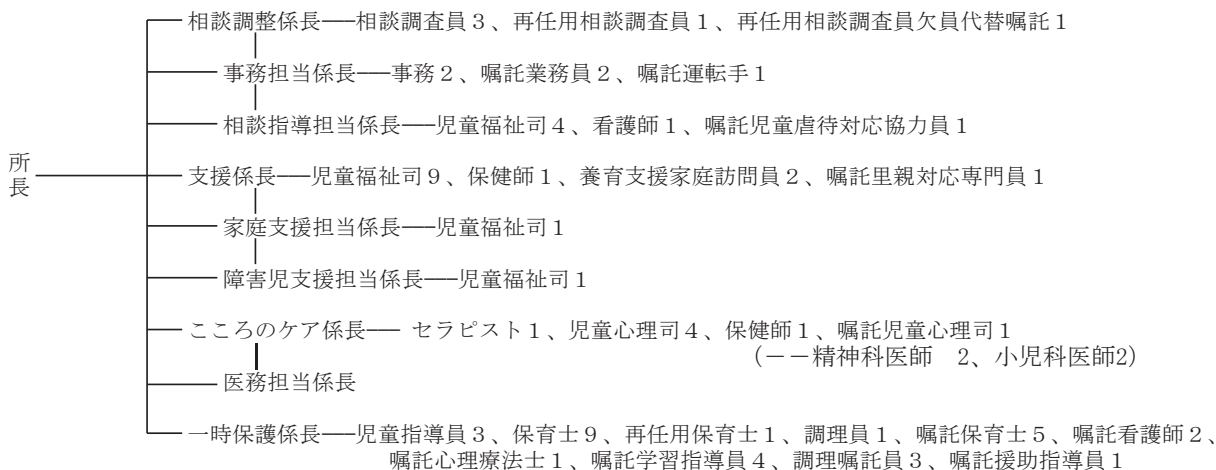 相談調整係長──相談調査員３、再任用相談調査員１、再任用相談調査員欠員代替嘱託１
事務担当係長──事務２、嘱託業務員２、嘱託運転手１
相談指導担当係長──児童福祉司４、看護師１、嘱託児童虐待対応協力員１
所長
支援係長──児童福祉司９、保健師１、養育支援家庭訪問員２、嘱託里親対応専門員１
家庭支援担当係長──児童福祉司１
障害児支援担当係長──児童福祉司１
こころのケア係長── セラピスト１、児童心理司４、保健師１、嘱託児童心理司１
（－－精神科医師　2、小児科医師2）
医務担当係長
一時保護係長──児童指導員３、保育士９、再任用保育士１、調理員１、嘱託保育士５、嘱託看護師２、
嘱託心理療法士１、嘱託学習指導員４、調理嘱託員３、嘱託援助指導員１